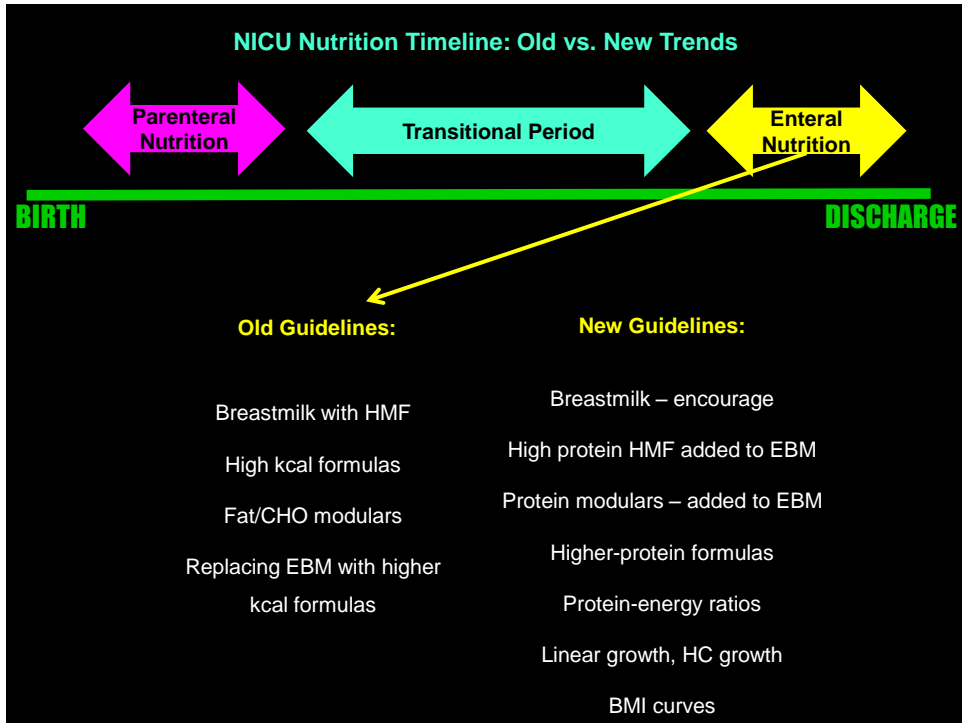 NICU Nutrition Timeline: Old vs. New Trends
Parenteral
Nutrition
Transitional Period
Enteral
Nutrition
BIRTH
DISCHARGE
Old Guidelines:
Breastmilk with HMF
High kcal formulas
Fat/CHO modulars
Replacing EBM with higher
kcal formulas
New Guidelines:
Breastmilk – encourage
High protein HMF added to EBM
Protein modulars – added to EBM
Higher-protein formulas
Protein-energy ratios
Linear growth, HC growth
BMI curves